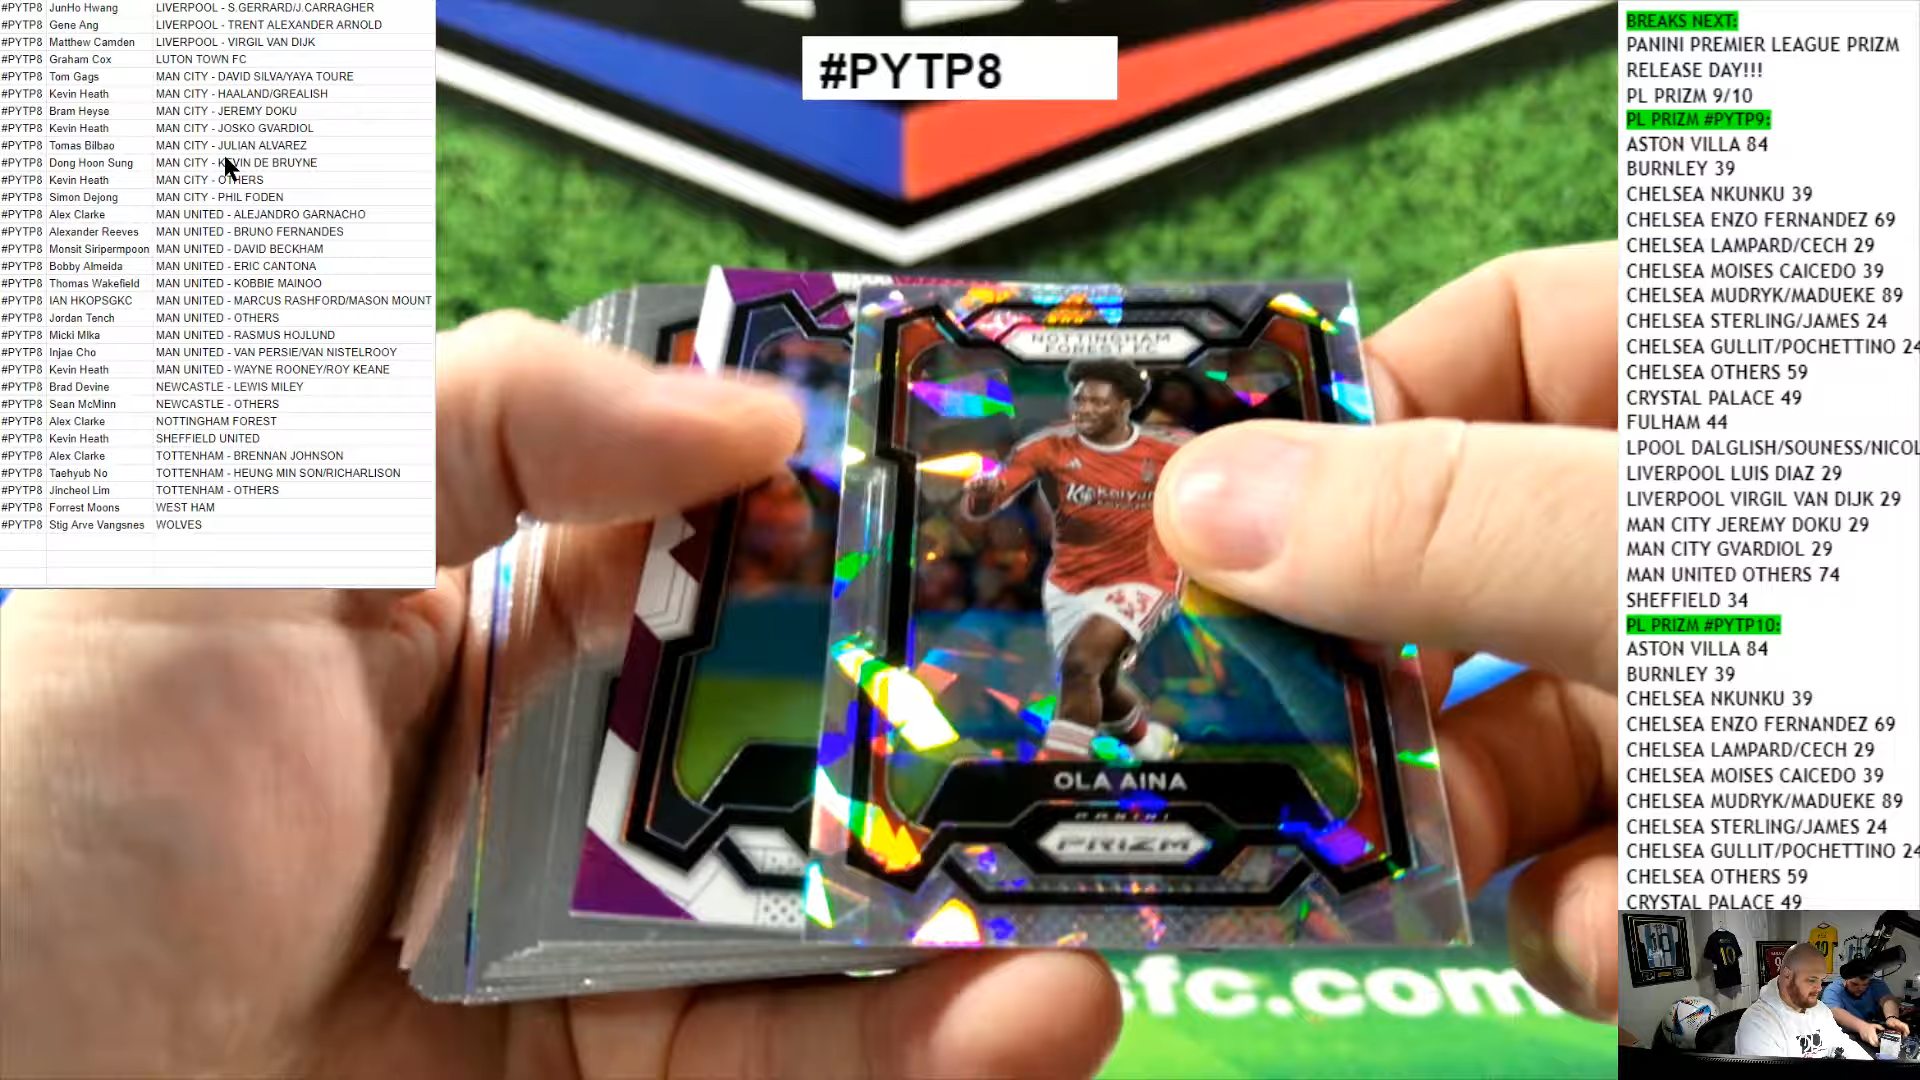 #PYTP8 JunHo Hwang LIVERPOOL - S.GERRARD/J.CARRAGHER
#PYTP8 Gene Ang LIVERPOOL - TRENT ALEXANDER ARNOLD
#PYTP8 Matthew Camden LIVERPOOL - VIRGIL VAN DIJK
#PYTP8 Graham Cox LUTON TOWN FC
#PYTP8 Tom Gags MAN CITY - DAVID SILVA/YAYA TOURE
#PYTP8 Kevin Heath MAN CITY - HAALAND/GREALISH
#PYTP8 Bram Heyse MAN CITY - JEREMY DOKU
#PYTP8 Kevin Heath MAN CITY - JOSKO GVARDIOL
#PYTP8 Tomas Bilbao MAN CITY - JULIAN ALVAREZ
#PYTP8 Dong Hoon Sung MAN CITY - KEVIN DE BRUYNE
#PYTP8 Kevin Heath MAN CITY - OTHERS
#PYTP8 Simon Dejong MAN CITY - PHIL FODEN
#PYTP8 Alex Clarke MAN UNITED - ALEJANDRO GARNACHO
#PYTP8 Alexander Reeves MAN UNITED - BRUNO FERNANDES
#PYTP8 Monsit Siripermpoon MAN UNITED - DAVID BECKHAM
#PYTP8 Bobby Almeida MAN UNITED - ERIC CANTONA
#PYTP8 Thomas Wakefield MAN UNITED - KOBBIE MAINOO
#PYTP8 IAN HKOPSGKC MAN UNITED - MARCUS RASHFORD/MASON MOUNT
#PYTP8 Jordan Tench MAN UNITED - OTHERS
#PYTP8 Micki Mlka MAN UNITED - RASMUS HOJLUND
#PYTP8 Injae Cho MAN UNITED - VAN PERSIE/VAN NISTELROOY
#PYTP8 Kevin Heath MAN UNITED - WAYNE ROONEY/ROY KEANE
#PYTP8 Brad Devine NEWCASTLE - LEWIS MILEY
#PYTP8 Sean McMinn NEWCASTLE - OTHERS
#PYTP8 Alex Clarke NOTTINGHAM FOREST
#PYTP8 Kevin Heath SHEFFIELD UNITED
#PYTP8 Alex Clarke TOTTENHAM - BRENNAN JOHNSON
#PYTP8 Taehyub No TOTTENHAM - HEUNG MIN SON/RICHARLISON
#PYTP8 Jincheol Lim TOTTENHAM - OTHERS
#PYTP8 Forrest Moons WEST HAM
#PYTP8 Stig Arve Vangsnes WOLVES
#PYTP8
NOTTINGHAM
FOREST FC
OLA AINA
PANINI
PRIZM
sfc.com
BREAKS NEXT:
PANINI PREMIER LEAGUE PRIZM
RELEASE DAY!!!
PL PRIZM 9/10
PL PRIZM #PYTP9:
ASTON VILLA 84
BURNLEY 39
CHELSEA NKUNKU 39
CHELSEA ENZO FERNANDEZ 69
CHELSEA LAMPARD/CECH 29
CHELSEA MOISES CAICEDO 39
CHELSEA MUDRYK/MADUEKE 89
CHELSEA STERLING/JAMES 24
CHELSEA GULLIT/POCHETTINO 24
CHELSEA OTHERS 59
CRYSTAL PALACE 49
FULHAM 44
LPOOL DALGLISH/SOUNESS/NICOL
LIVERPOOL LUIS DIAZ 29
LIVERPOOL VIRGIL VAN DIJK 29
MAN CITY JEREMY DOKU 29
MAN CITY GVARDIOL 29
MAN UNITED OTHERS 74
SHEFFIELD 34
PL PRIZM #PYTP10:
ASTON VILLA 84
BURNLEY 39
CHELSEA NKUNKU 39
CHELSEA ENZO FERNANDEZ 69
CHELSEA LAMPARD/CECH 29
CHELSEA MOISES CAICEDO 39
CHELSEA MUDRYK/MADUEKE 89
CHELSEA STERLING/JAMES 24
CHELSEA GULLIT/POCHETTINO 24
CHELSEA OTHERS 59
CRYSTAL PALACE 49